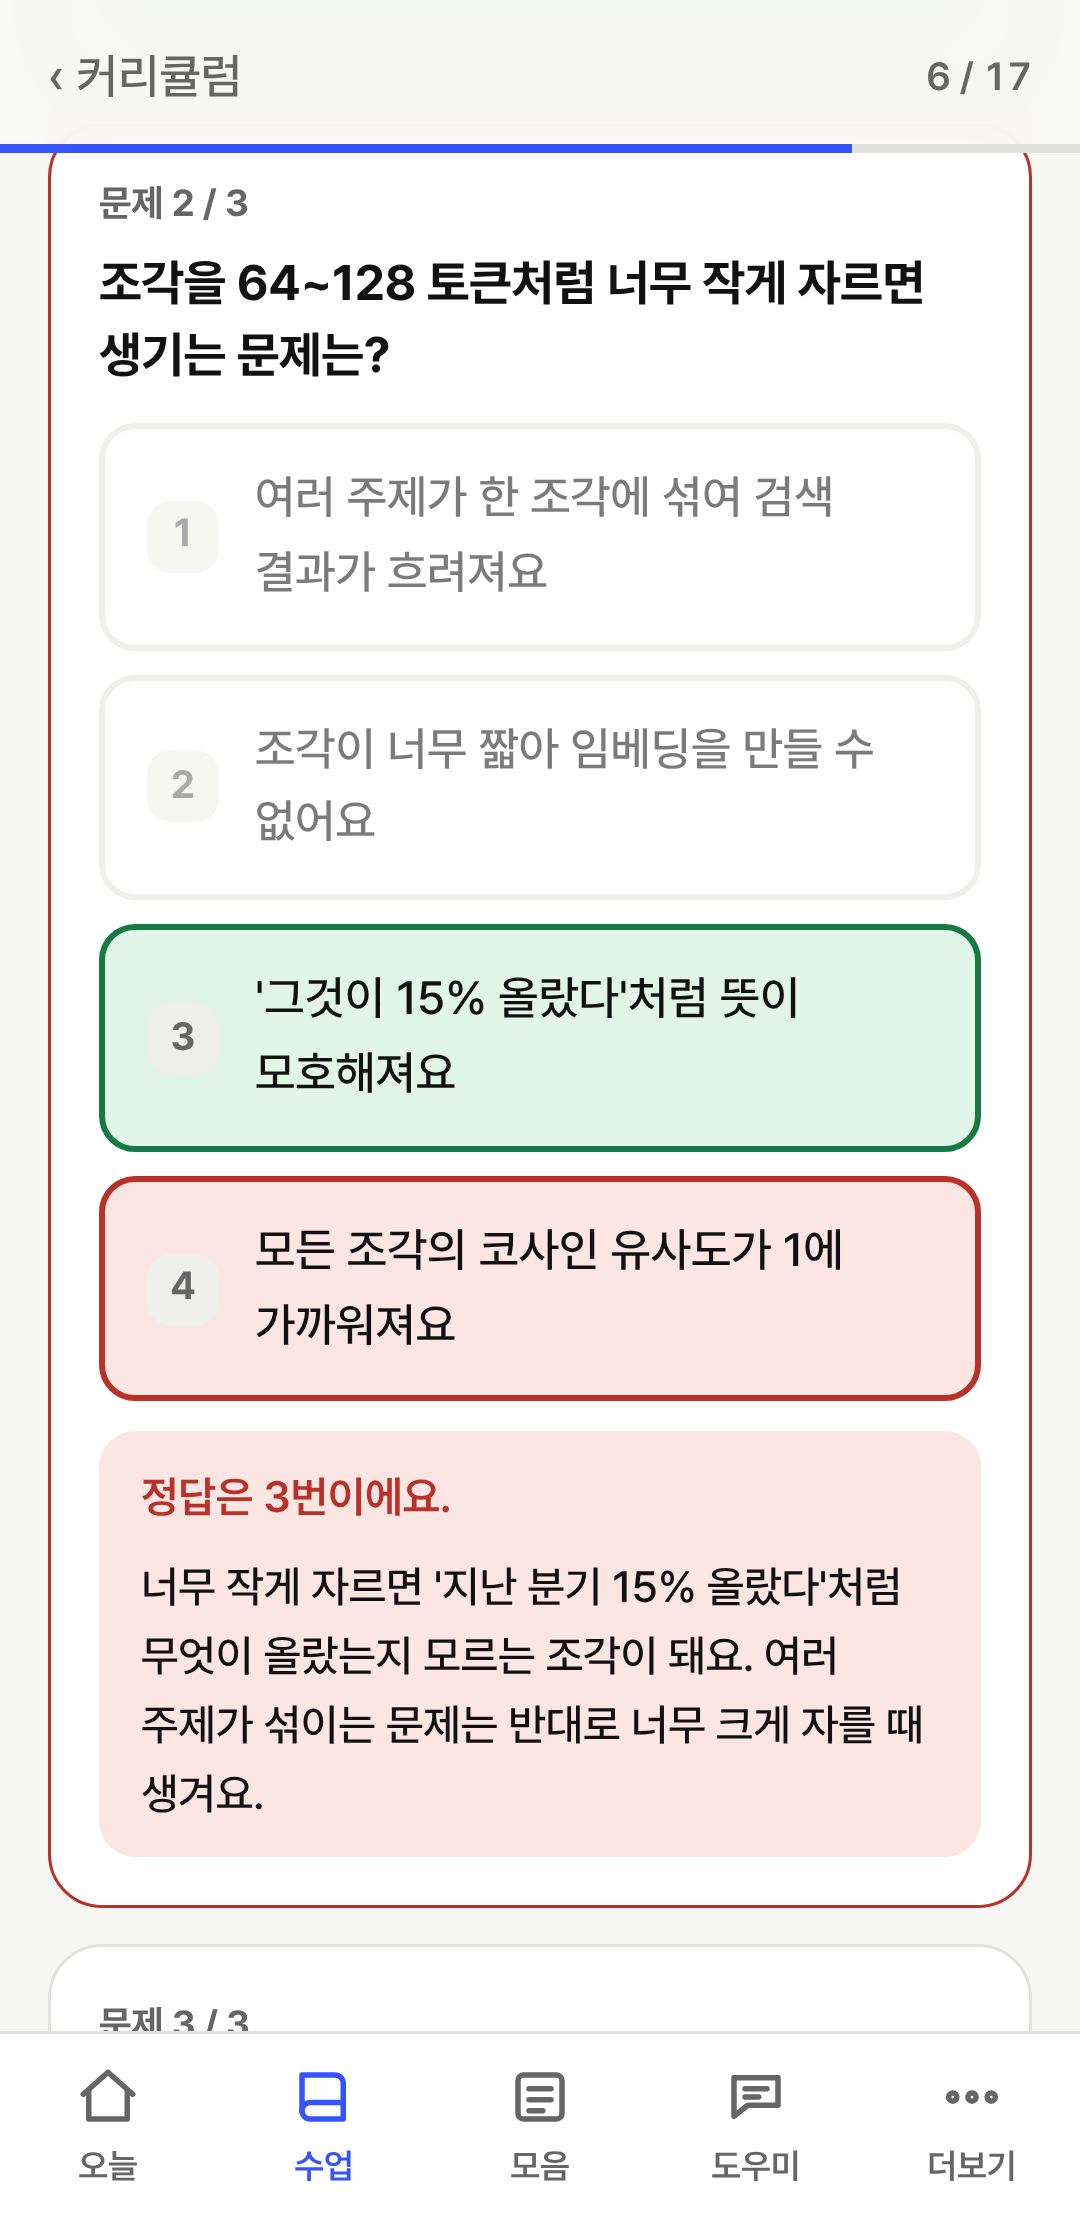 ‹ 커리큘럼
6 / 17
문제 2 / 3
조각을 64~128 토큰처럼 너무 작게 자르면
생기는 문제는?
1
여러 주제가 한 조각에 섞여 검색
결과가 흐려져요
2
조각이 너무 짧아 임베딩을 만들 수
없어요
3
'그것이 15% 올랐다'처럼 뜻이
모호해져요
4
모든 조각의 코사인 유사도가 1에
가까워져요
정답은 3번이에요.
너무 작게 자르면 '지난 분기 15% 올랐다'처럼
무엇이 올랐는지 모르는 조각이 돼요. 여러
주제가 섞이는 문제는 반대로 너무 크게 자를 때
생겨요.
문제 3 / 3
오늘
수업
모음
도우미
더보기